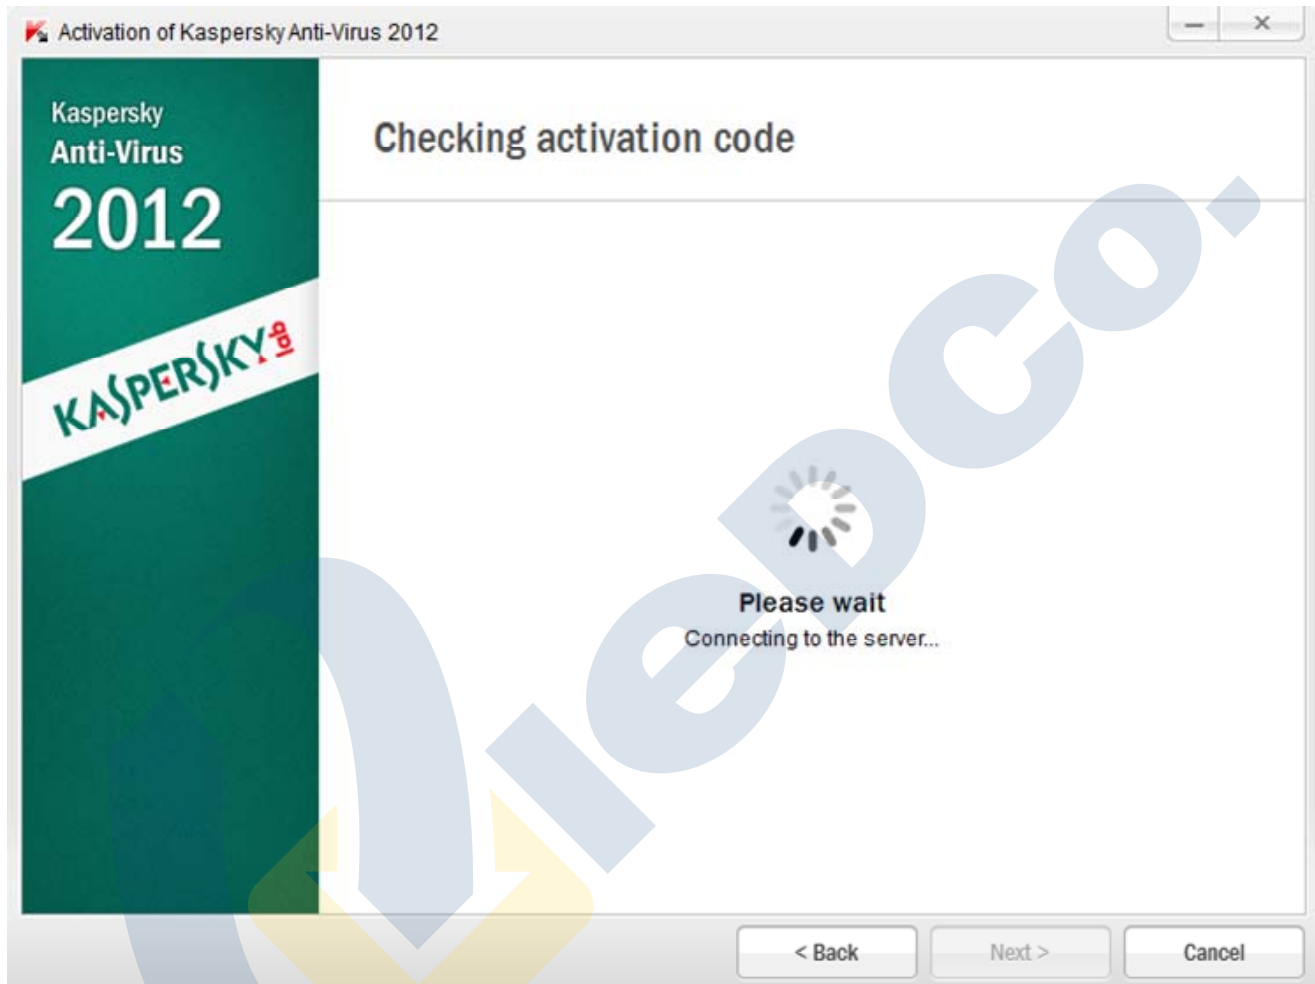 Activation of Kaspersky Anti-Virus 2012
Kaspersky
Anti-Virus
2012
KASPERSKY lab
Checking activation code
Please wait
Connecting to the server...
< Back
Next >
Cancel